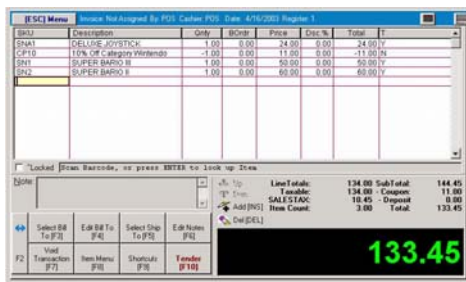 [ESC] Menu Invoice: Not Assigned By: POS Cashier: POS Date: 4/16/2003 Register: 1
SKU Description Qnty BOrdr Price Dsc.% Total T
SNA1 DELUXE JOYSTICK 1.00 0.00 24.00 0.00 24.00 Y
CP10 10% Off Category Wintendo -1.00 0.00 11.00 0.00 -11.00 N
SN1 SUPER BARIO III 1.00 0.00 50.00 0.00 50.00 Y
SN2 SUPER BARIO II 1.00 0.00 60.00 0.00 60.00 Y
*Locked Scan Barcode, or press ENTER to look up Item
Note: Up LineTotals: 134.00 SubTotal: 144.45
Taxable: 134.00 - Coupon: 11.00
Add [INS] SALESTAX: 10.45 - Deposit 0.00
Item Count: 3.00 Total: 133.45
Del [DEL]
Select Bill To [F3] Edit Bill To [F4] Select Ship To [F5] Edit Notes [F6]
F2 Void Transaction [F7] Item Menu [F8] Shortcuts [F9] Tender [F10]
133.45